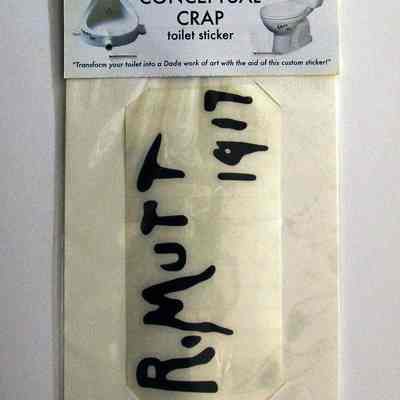 CONCEPTUAL
CRAP
toilet sticker
"Transform your toilet into a Dada work of art with the aid of this custom sticker!"
R.MUTT
1917